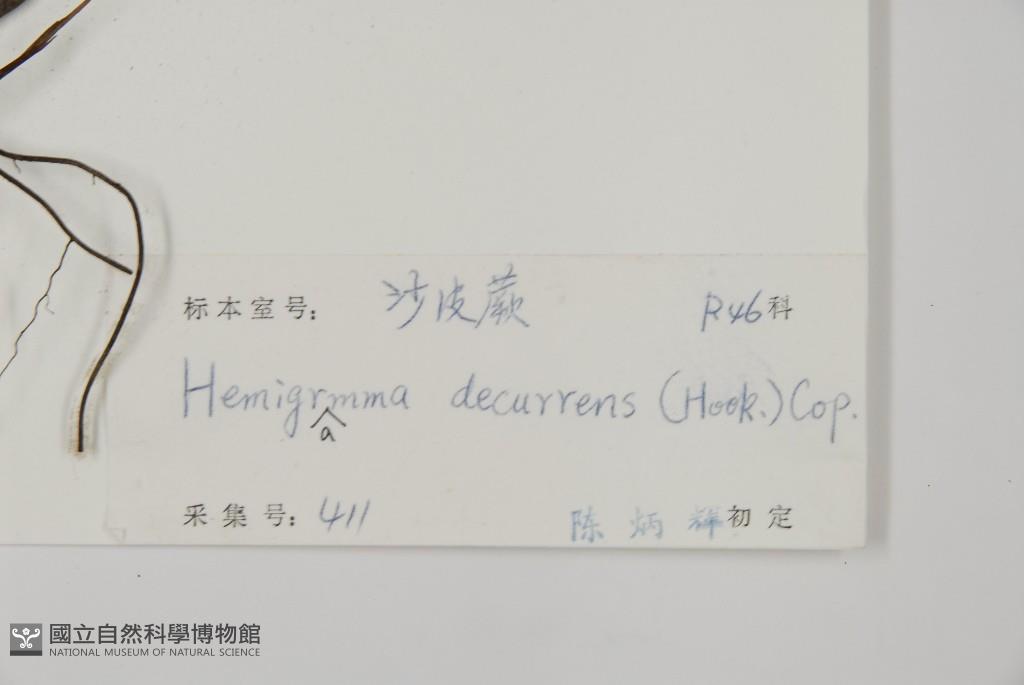 标本室号: 沙皮蕨 P.46科
Hemigrmma decurrens (Hook.) Cop.
a
采集号: 411 陈炳辉初定
國立自然科學博物館
NATIONAL MUSEUM OF NATURAL SCIENCE